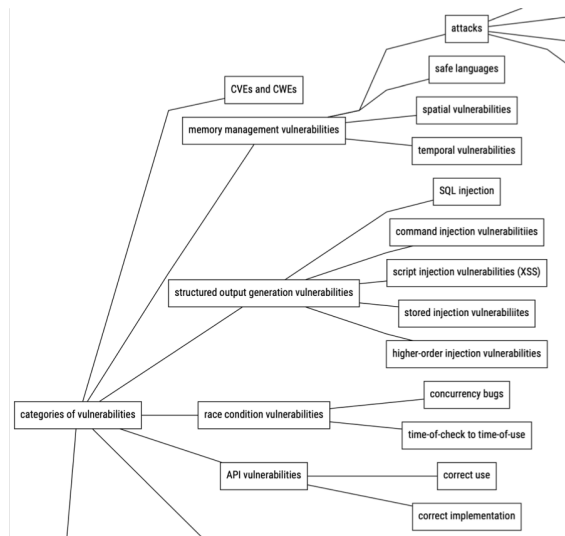 attacks
safe languages
CVEs and CWEs
spatial vulnerabilities
memory management vulnerabilities
temporal vulnerabilities
SQL injection
command injection vulnerabilitiies
script injection vulnerabilities (XSS)
structured output generation vulnerabilities
stored injection vulnerabiliites
higher-order injection vulnerabilities
concurrency bugs
categories of vulnerabilities
race condition vulnerabilities
time-of-check to time-of-use
API vulnerabilities
correct use
correct implementation